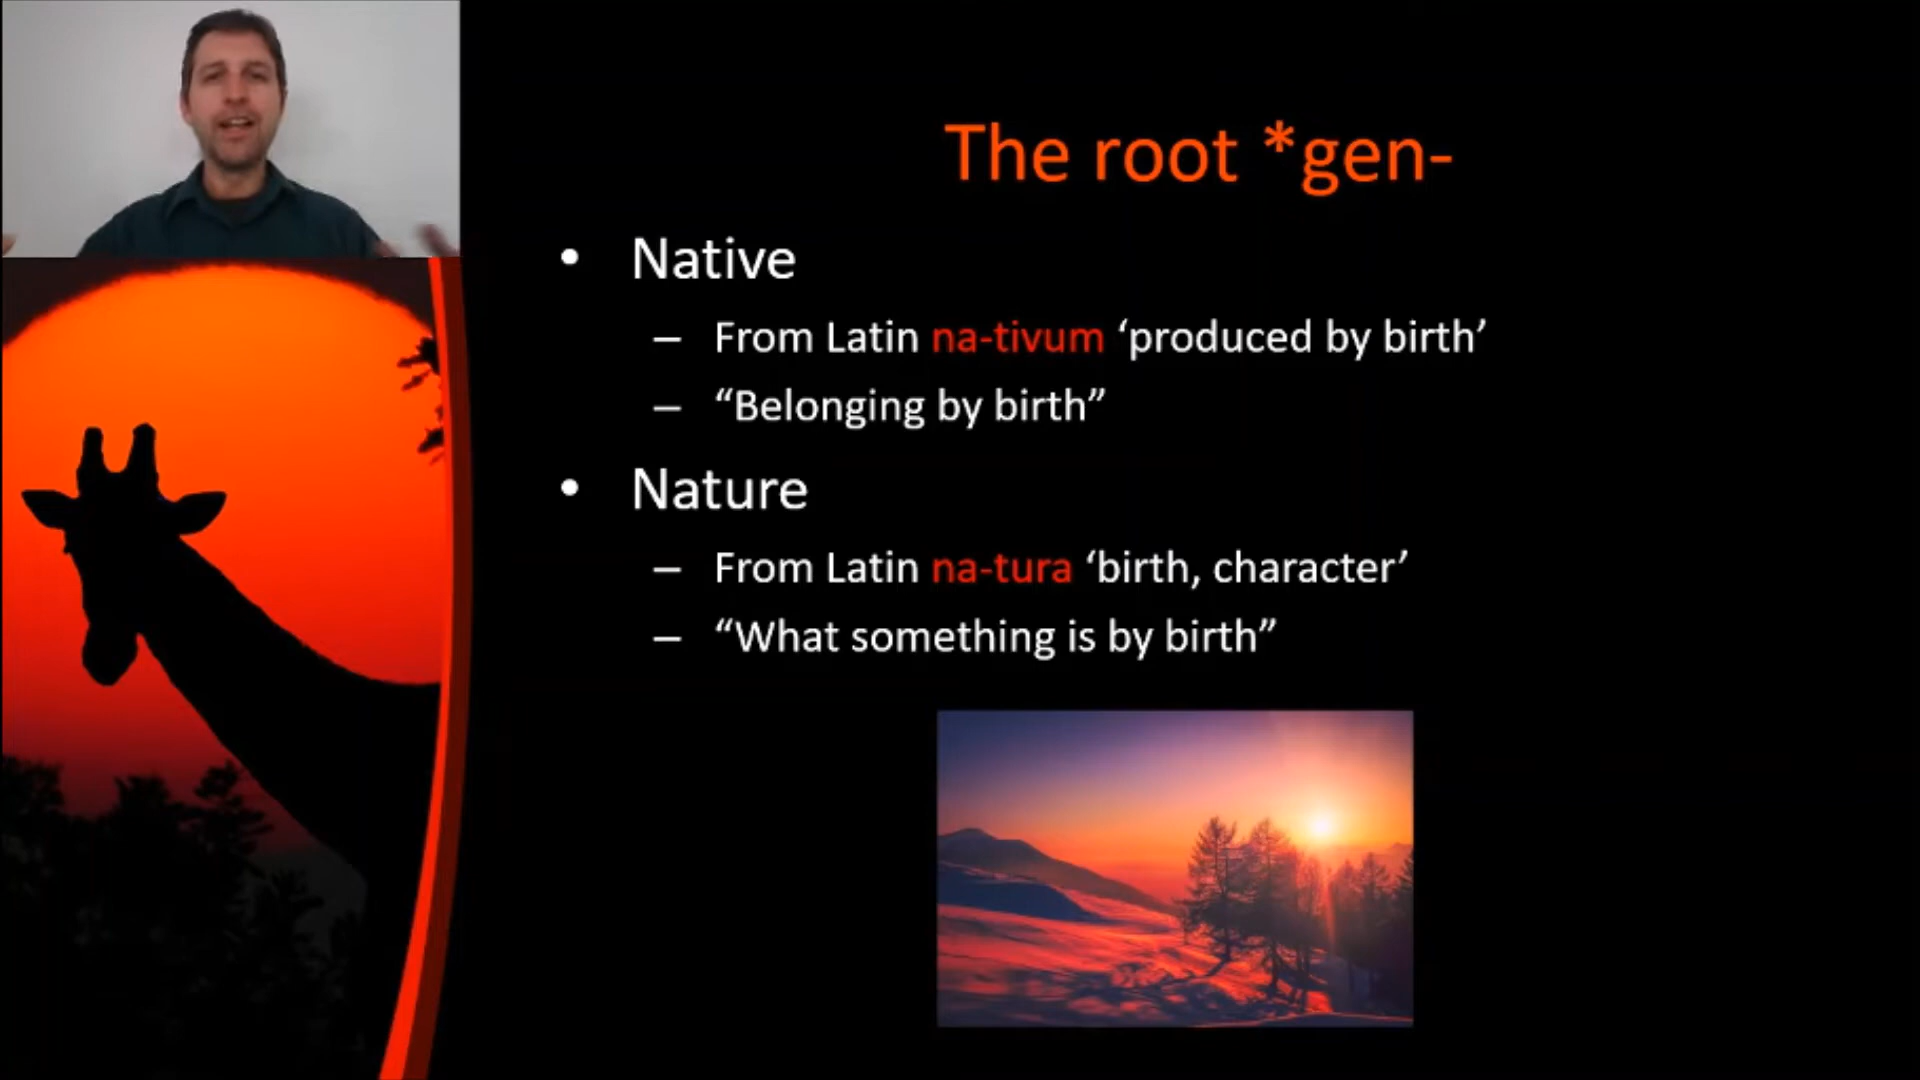 The root *gen-
• Native
– From Latin na-tivum ‘produced by birth’
– “Belonging by birth”
• Nature
– From Latin na-tura ‘birth, character’
– “What something is by birth”